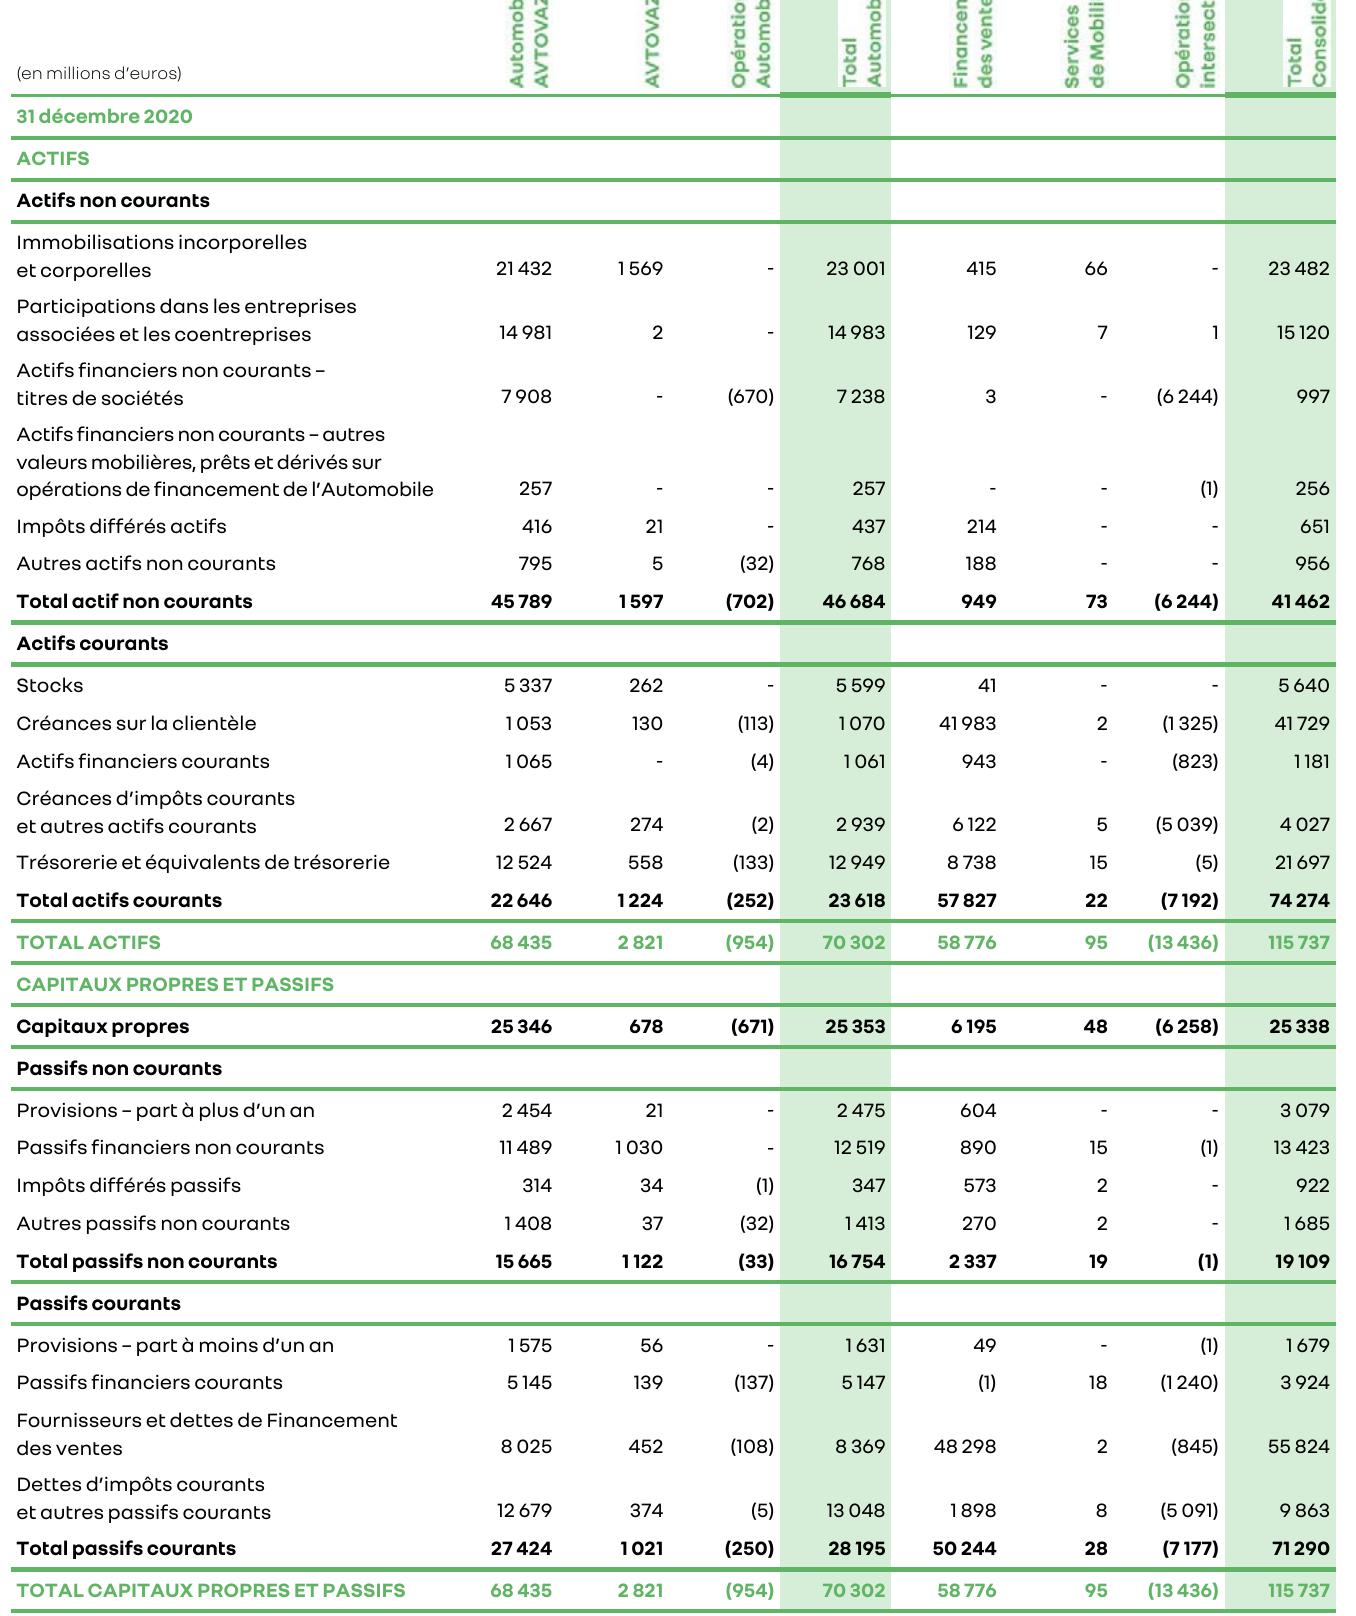 (en millions d’euros)
AVTOVAZ
AVTOVAZ
Total
des vente
Services
Total
31 décembre 2020
ACTIFS
Actifs non courants
Immobilisations incorporelles
et corporelles 21 432 1 569 - 23 001 415 66 - 23 482
Participations dans les entreprises
associées et les coentreprises 14 981 2 - 14 983 129 7 1 15 120
Actifs financiers non courants –
titres de sociétés 7 908 - (670) 7 238 3 - (6 244) 997
Actifs financiers non courants – autres
valeurs mobilières, prêts et dérivés sur
opérations de financement de l’Automobile 257 - - 257 - - (1) 256
Impôts différés actifs 416 21 - 437 214 - - 651
Autres actifs non courants 795 5 (32) 768 188 - - 956
Total actif non courants 45 789 1 597 (702) 46 684 949 73 (6 244) 41 462
Actifs courants
Stocks 5 337 262 - 5 599 41 - - 5 640
Créances sur la clientèle 1 053 130 (113) 1 070 41 983 2 (1 325) 41 729
Actifs financiers courants 1 065 - (4) 1 061 943 - (823) 1 181
Créances d’impôts courants
et autres actifs courants 2 667 274 (2) 2 939 6 122 5 (5 039) 4 027
Trésorerie et équivalents de trésorerie 12 524 558 (133) 12 949 8 738 15 (5) 21 697
Total actifs courants 22 646 1 224 (252) 23 618 57 827 22 (7 192) 74 274
TOTAL ACTIFS 68 435 2 821 (954) 70 302 58 776 95 (13 436) 115 737
CAPITAUX PROPRES ET PASSIFS
Capitaux propres 25 346 678 (671) 25 353 6 195 48 (6 258) 25 338
Passifs non courants
Provisions – part à plus d’un an 2 454 21 - 2 475 604 - - 3 079
Passifs financiers non courants 11 489 1 030 - 12 519 890 15 (1) 13 423
Impôts différés passifs 314 34 (1) 347 573 2 - 922
Autres passifs non courants 1 408 37 (32) 1 413 270 2 - 1 685
Total passifs non courants 15 665 1 122 (33) 16 754 2 337 19 (1) 19 109
Passifs courants
Provisions – part à moins d’un an 1 575 56 - 1 631 49 - (1) 1 679
Passifs financiers courants 5 145 139 (137) 5 147 (1) 18 (1 240) 3 924
Fournisseurs et dettes de Financement
des ventes 8 025 452 (108) 8 369 48 298 2 (845) 55 824
Dettes d’impôts courants
et autres passifs courants 12 679 374 (5) 13 048 1 898 8 (5 091) 9 863
Total passifs courants 27 424 1 021 (250) 28 195 50 244 28 (7 177) 71 290
TOTAL CAPITAUX PROPRES ET PASSIFS 68 435 2 821 (954) 70 302 58 776 95 (13 436) 115 737